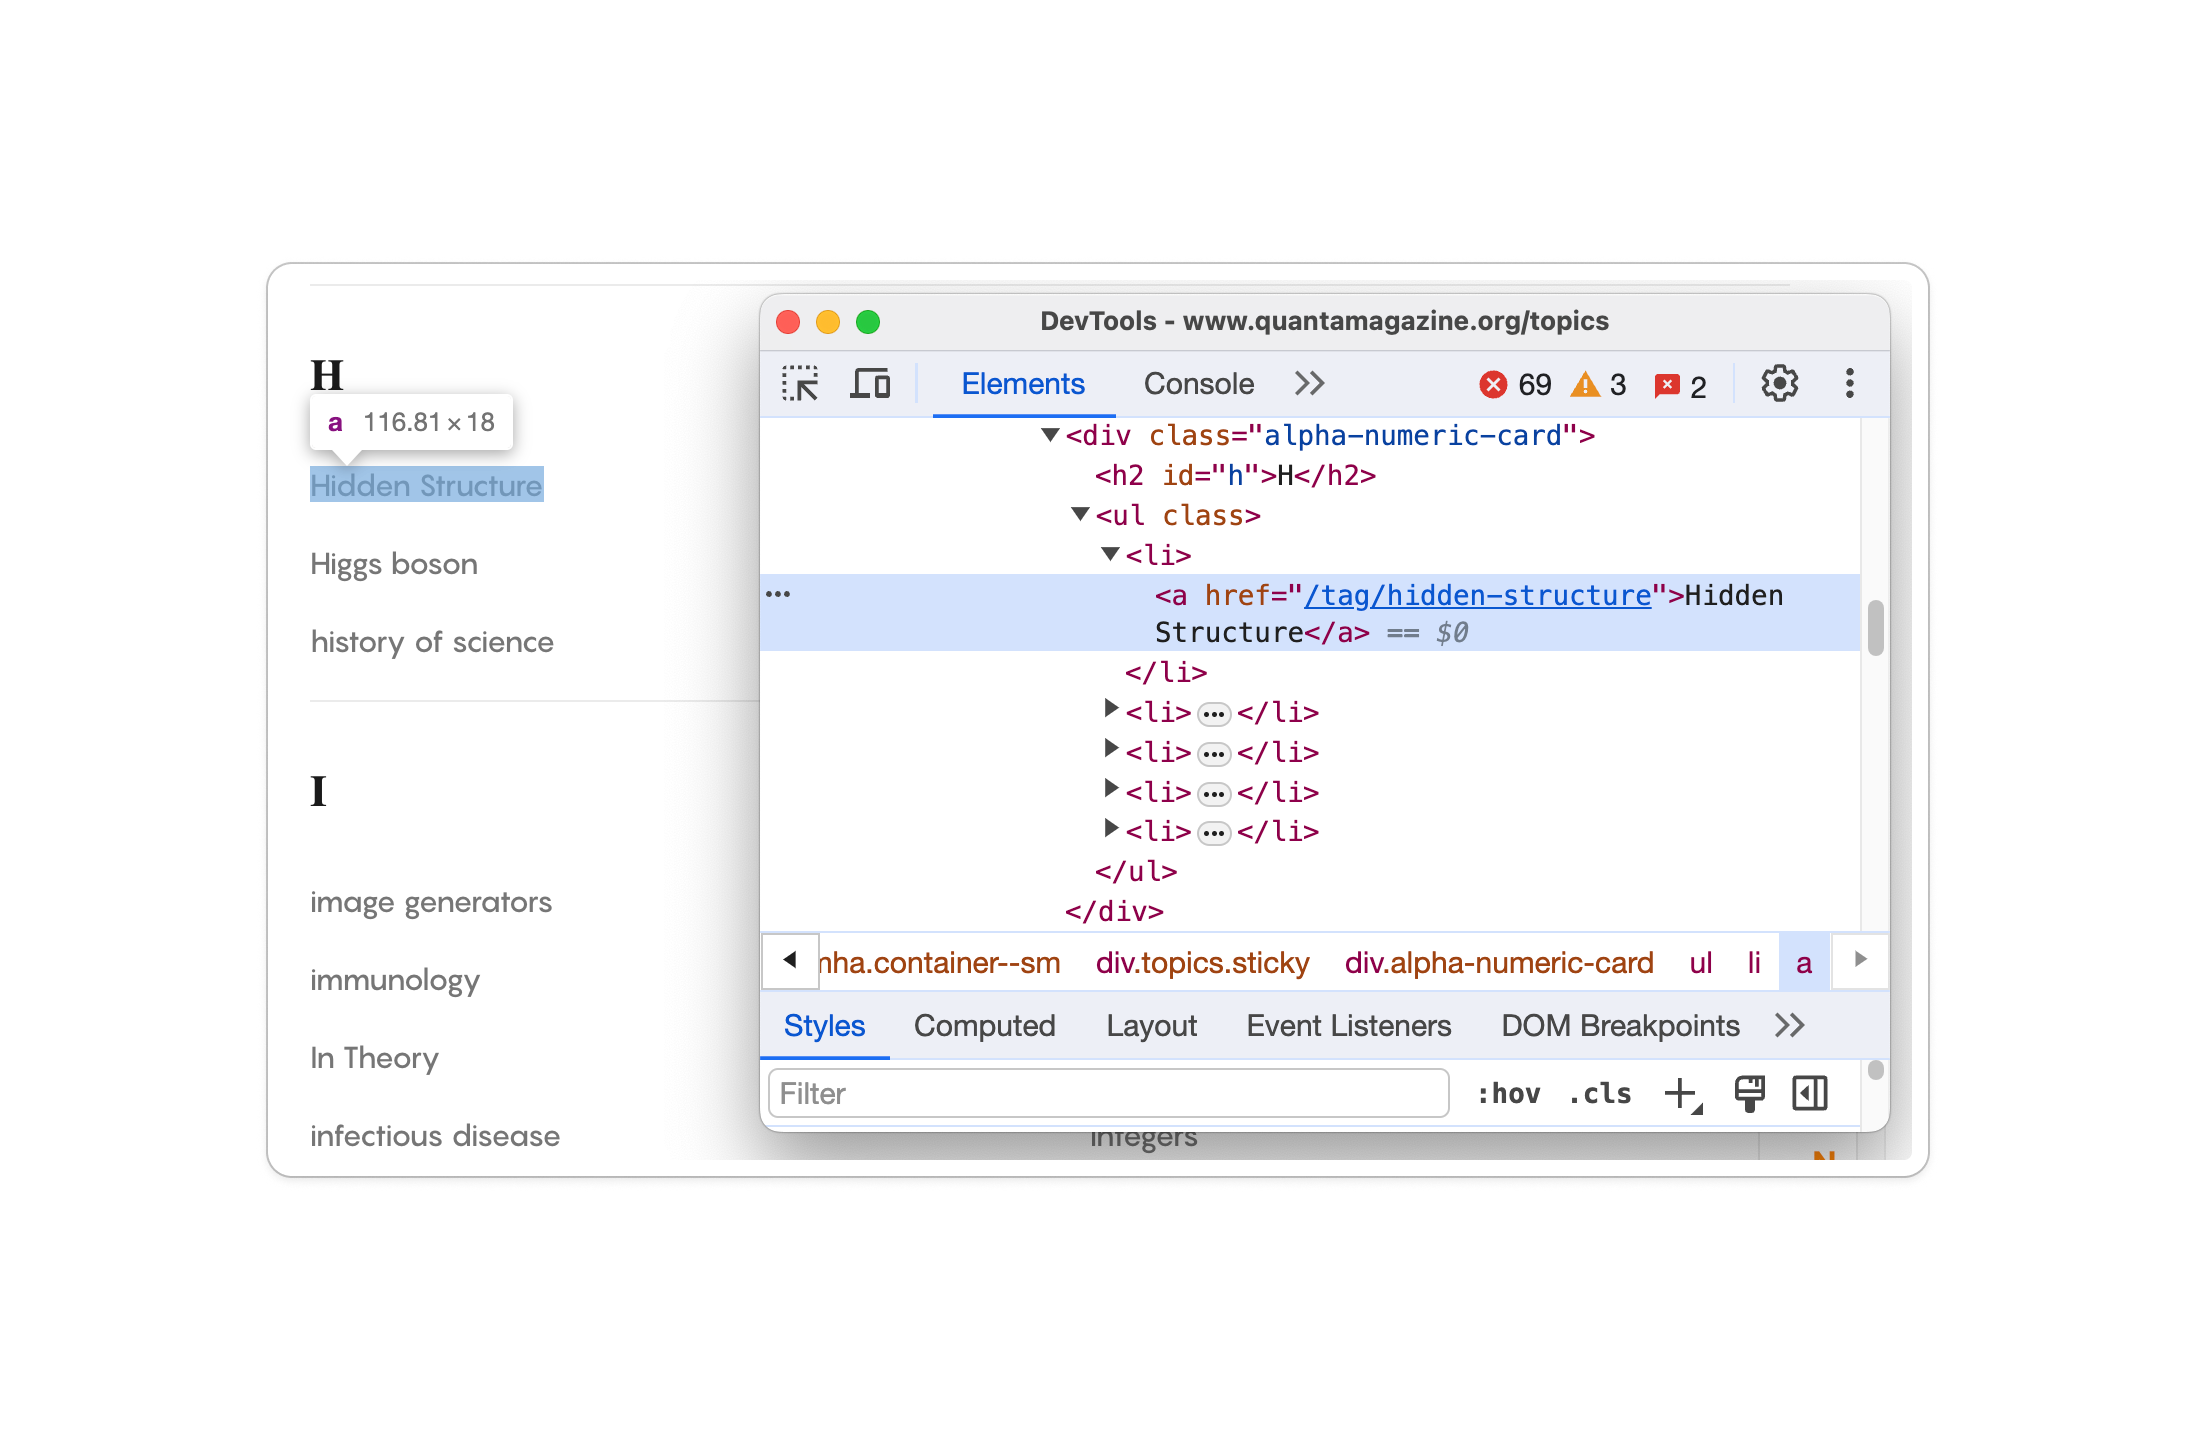 H
a 116.81×18
Hidden Structure
Higgs boson
history of science
I
image generators
immunology
In Theory
infectious disease
integers
N
DevTools - www.quantamagazine.org/topics
Elements Console 69 3 2
<div class="alpha-numeric-card">
<h2 id="h">H</h2>
<ul class>
<li>
<a href="/tag/hidden-structure">Hidden
Structure</a> == $0
</li>
<li>…</li>
<li>…</li>
<li>…</li>
<li>…</li>
</ul>
</div>
nha.container--sm div.topics.sticky div.alpha-numeric-card ul li a
Styles Computed Layout Event Listeners DOM Breakpoints
Filter :hov .cls